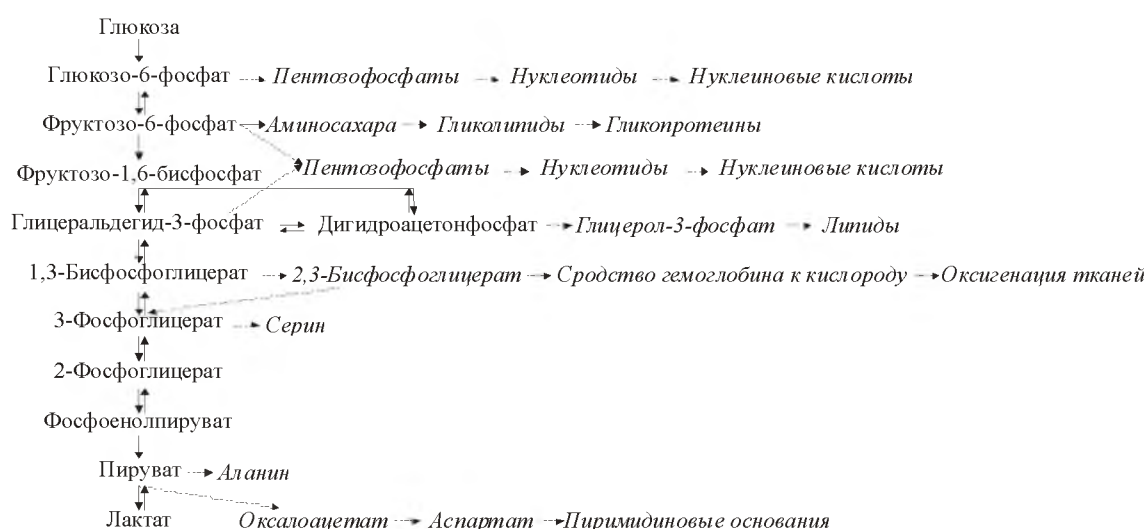 Глюкоза
Глюкозо-6-фосфат Пентозофосфаты Нуклеотиды Нуклеиновые кислоты
Фруктозо-6-фосфат Аминосахара Гликолипиды Гликопротеины
Фруктозо-1,6-бисфосфат Пентозофосфаты Нуклеотиды Нуклеиновые кислоты
Глицеральдегид-3-фосфат Дигидроацетонфосфат Глицерол-3-фосфат Липиды
1,3-Бисфосфоглицерат 2,3-Бисфосфоглицерат Сродство гемоглобина к кислороду Оксигенация тканей
3-Фосфоглицерат Серин
2-Фосфоглицерат
Фосфоенолпируват
Пируват Аланин
Лактат Оксалоацетат Аспартат Пиримидиновые основания